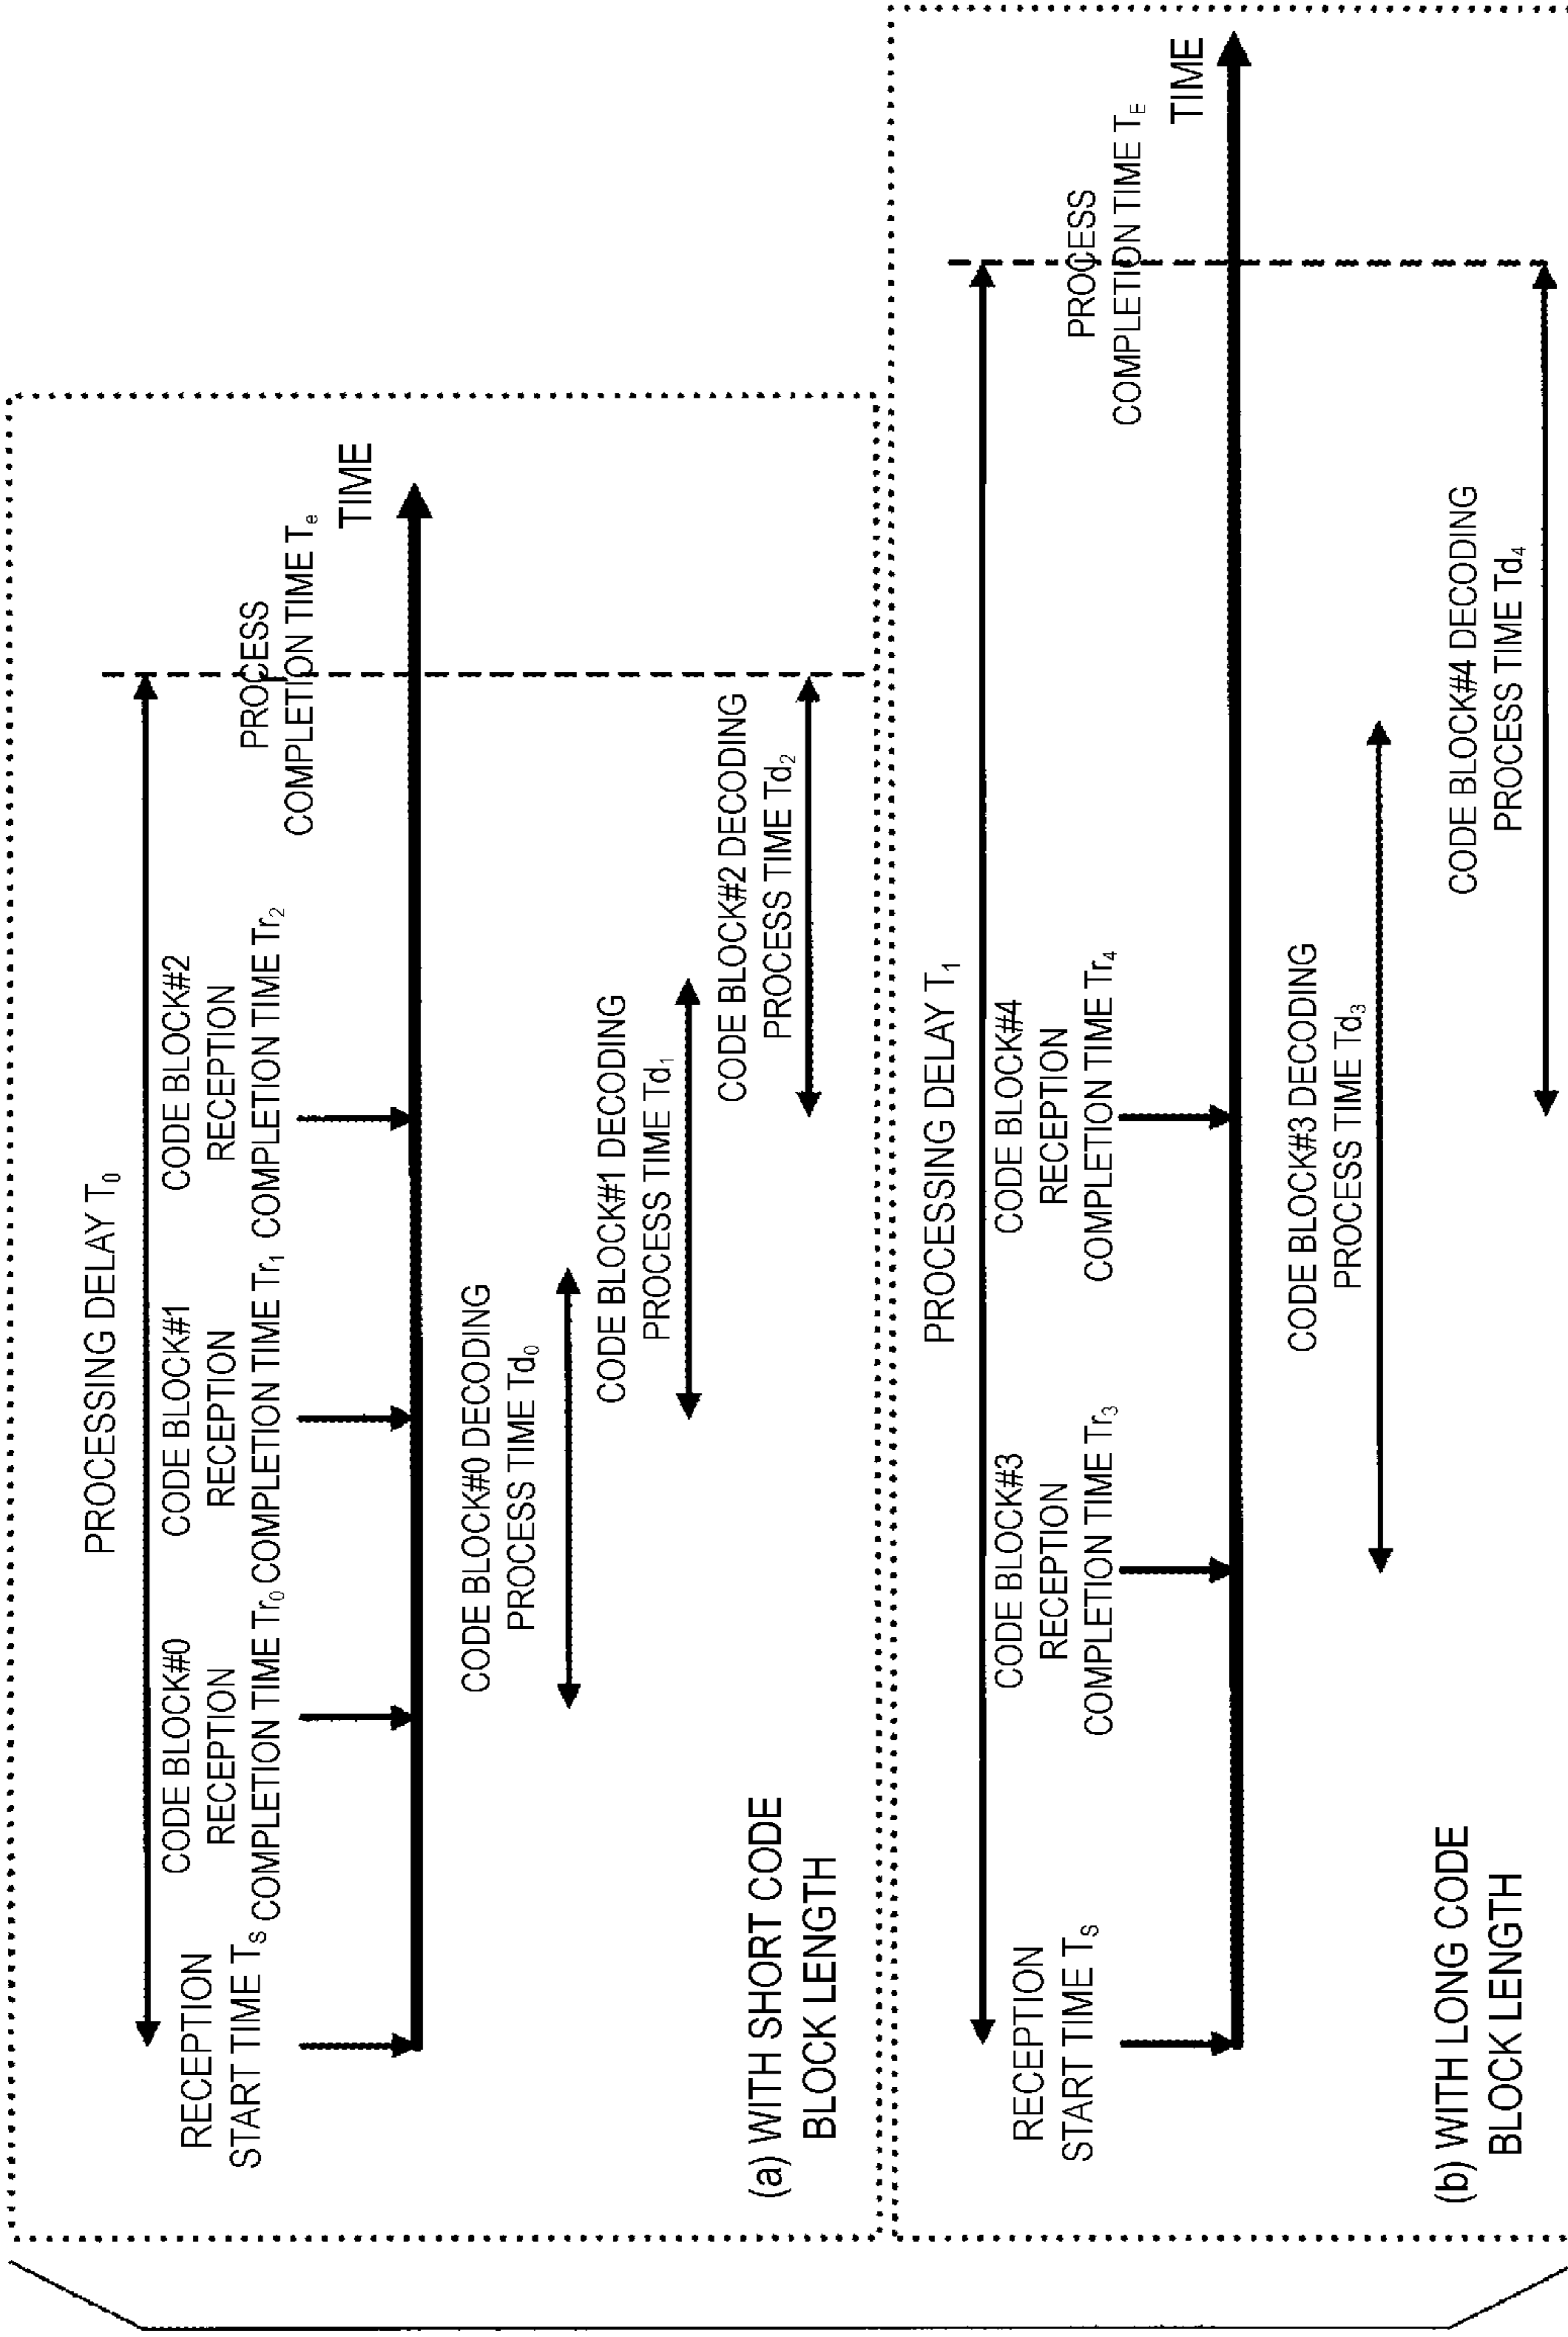 PROCESSING DELAY T0
RECEPTION
START TIME TS
CODE BLOCK#0
RECEPTION
COMPLETION TIME Tr0
CODE BLOCK#1
RECEPTION
COMPLETION TIME Tr1
CODE BLOCK#2
RECEPTION
COMPLETION TIME Tr2
PROCESS
COMPLETION TIME Te
TIME
CODE BLOCK#0 DECODING
PROCESS TIME Td0
CODE BLOCK#1 DECODING
PROCESS TIME Td1
CODE BLOCK#2 DECODING
PROCESS TIME Td2
(a) WITH SHORT CODE
BLOCK LENGTH
PROCESSING DELAY T1
RECEPTION
START TIME TS
CODE BLOCK#3
RECEPTION
COMPLETION TIME Tr3
CODE BLOCK#4
RECEPTION
COMPLETION TIME Tr4
PROCESS
COMPLETION TIME TE
TIME
CODE BLOCK#3 DECODING
PROCESS TIME Td3
CODE BLOCK#4 DECODING
PROCESS TIME Td4
(b) WITH LONG CODE
BLOCK LENGTH